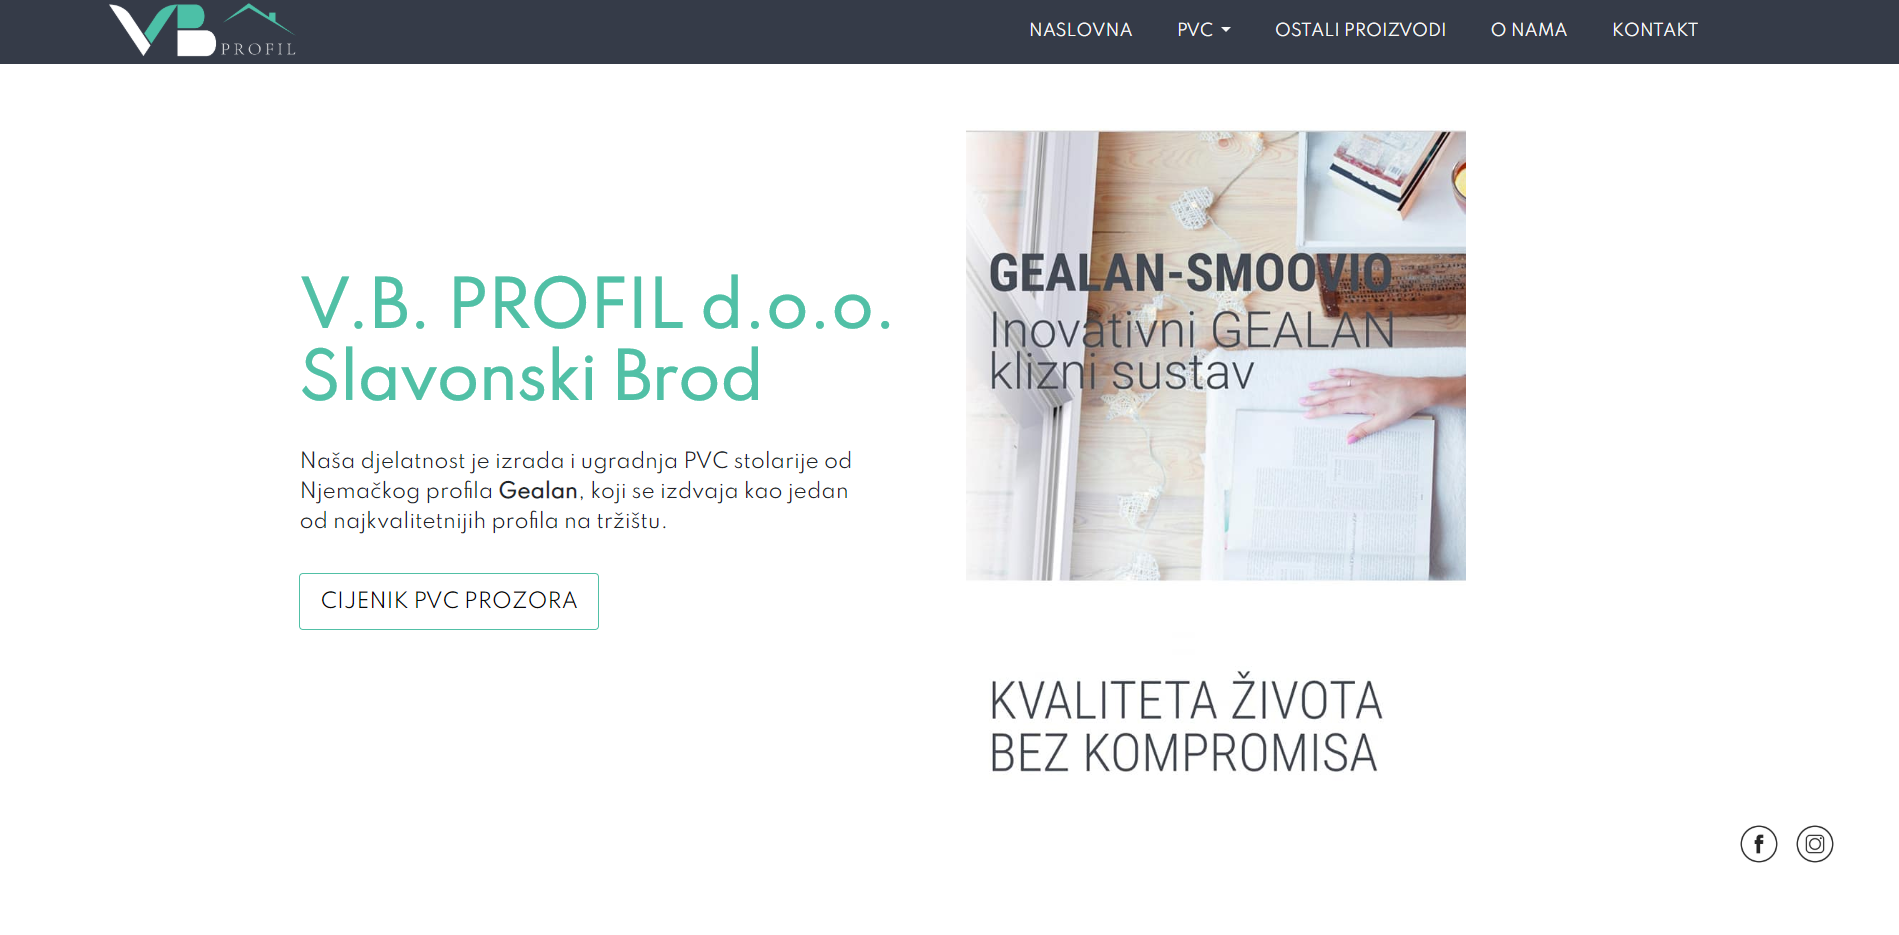 VB PROFIL
NASLOVNA
PVC
OSTALI PROIZVODI
O NAMA
KONTAKT
V.B. PROFIL d.o.o.
Slavonski Brod
Naša djelatnost je izrada i ugradnja PVC stolarije od
Njemačkog profila Gealan, koji se izdvaja kao jedan
od najkvalitetnijih profila na tržištu.
CIJENIK PVC PROZORA
GEALAN-SMOOVIO
Inovativni GEALAN
klizni sustav
KVALITETA ŽIVOTA
BEZ KOMPROMISA